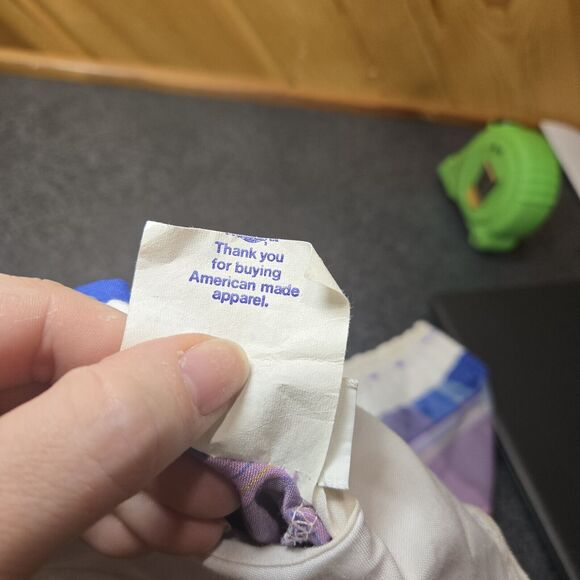 Thank you
for buying
American made
apparel.